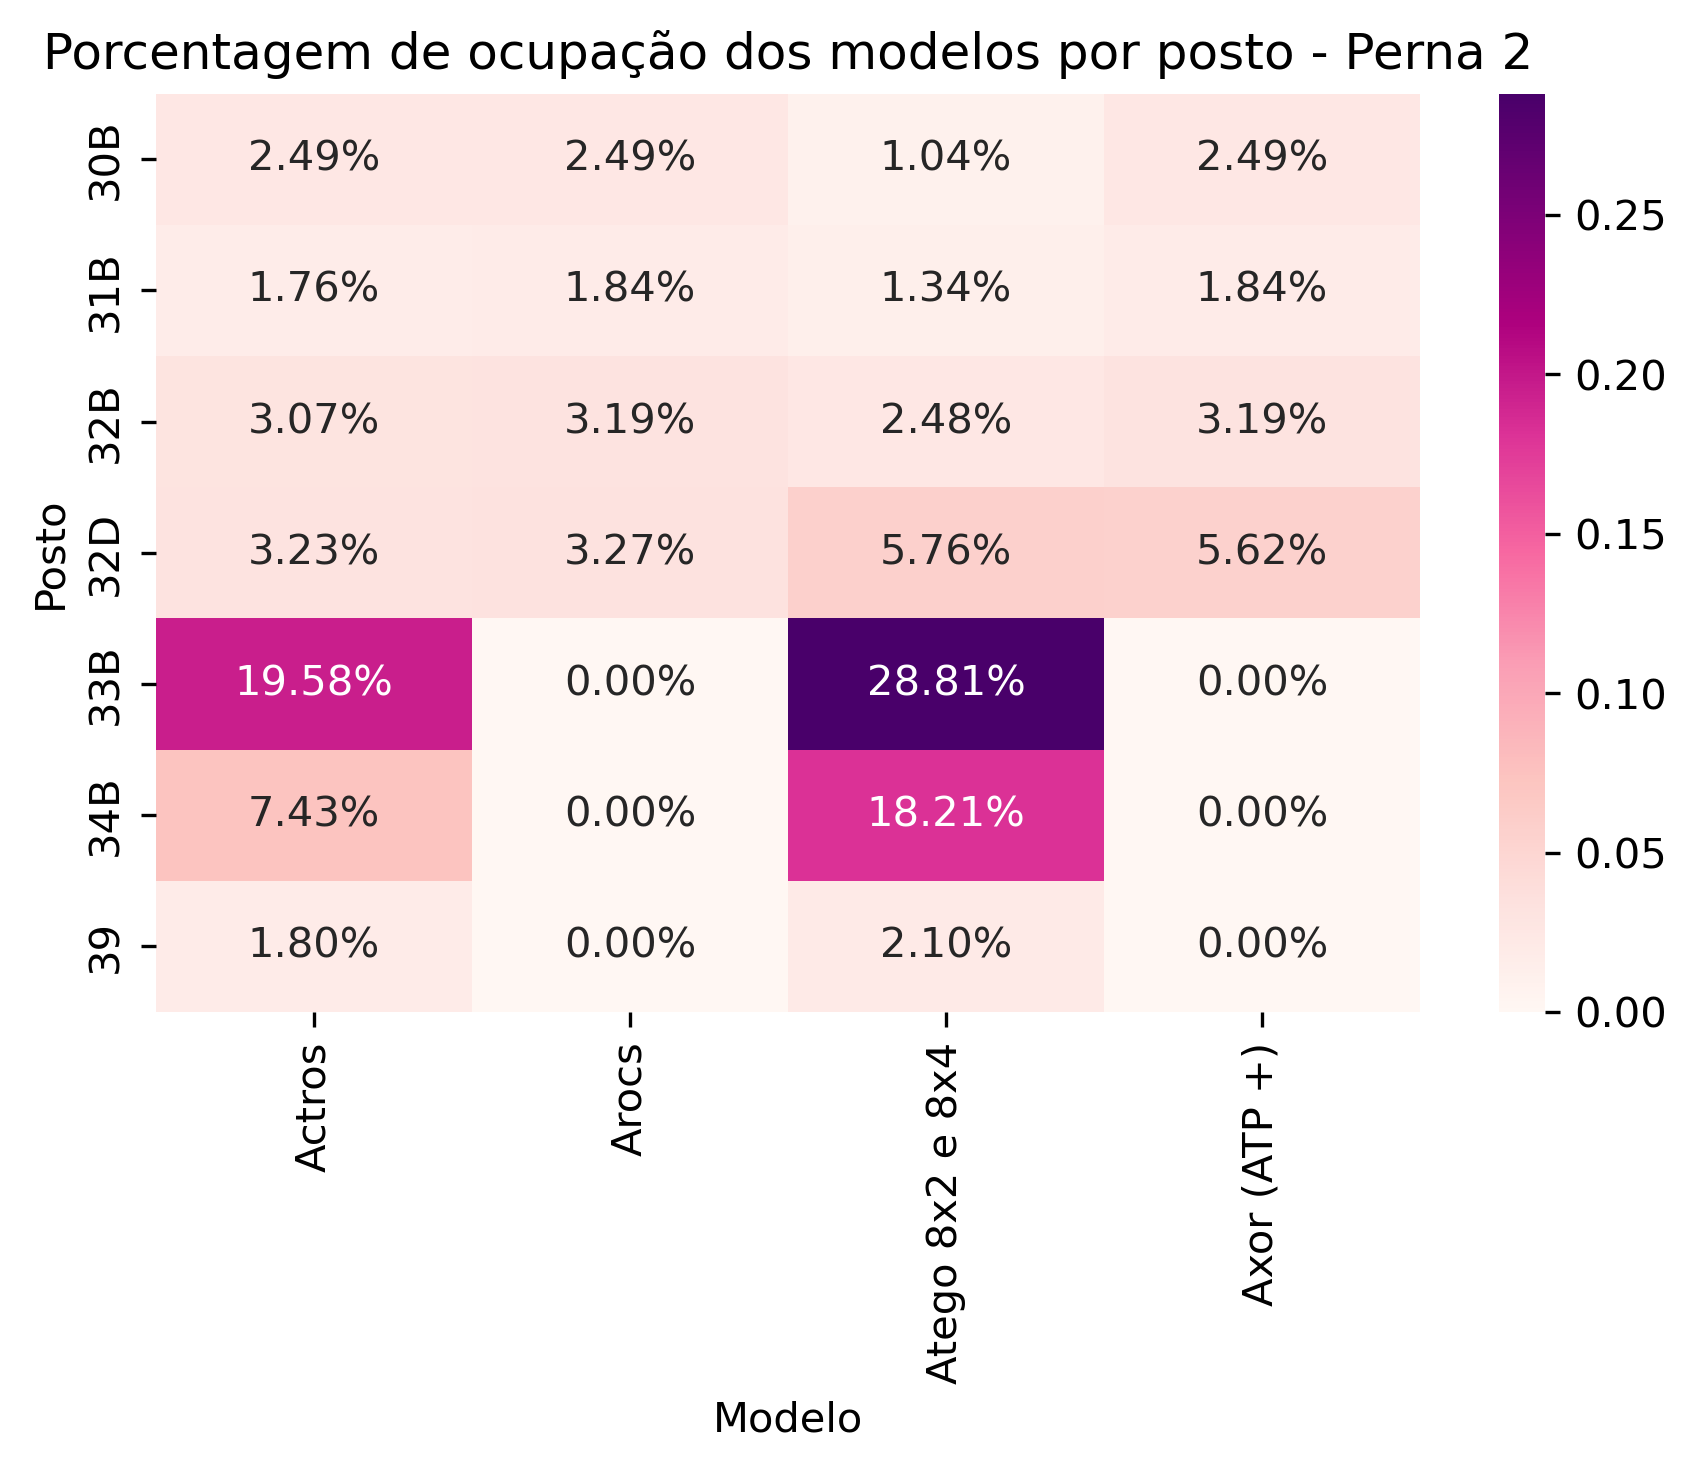 Porcentagem de ocupação dos modelos por posto - Perna 2
Posto
30B 2.49% 2.49% 1.04% 2.49%
31B 1.76% 1.84% 1.34% 1.84%
32B 3.07% 3.19% 2.48% 3.19%
32D 3.23% 3.27% 5.76% 5.62%
33B 19.58% 0.00% 28.81% 0.00%
34B 7.43% 0.00% 18.21% 0.00%
39 1.80% 0.00% 2.10% 0.00%
Actros Arocs Atego 8x2 e 8x4 Axor (ATP +)
Modelo
0.25
0.20
0.15
0.10
0.05
0.00